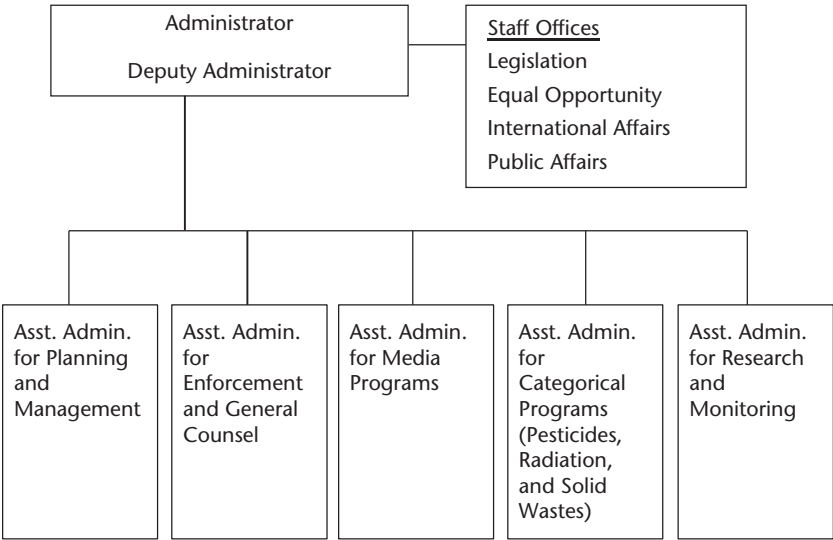 Administrator
Deputy Administrator
Staff Offices
Legislation
Equal Opportunity
International Affairs
Public Affairs
Asst. Admin.
for Planning
and
Management
Asst. Admin.
for
Enforcement
and General
Counsel
Asst. Admin.
for Media
Programs
Asst. Admin.
for
Categorical
Programs
(Pesticides,
Radiation,
and Solid
Wastes)
Asst. Admin.
for Research
and
Monitoring